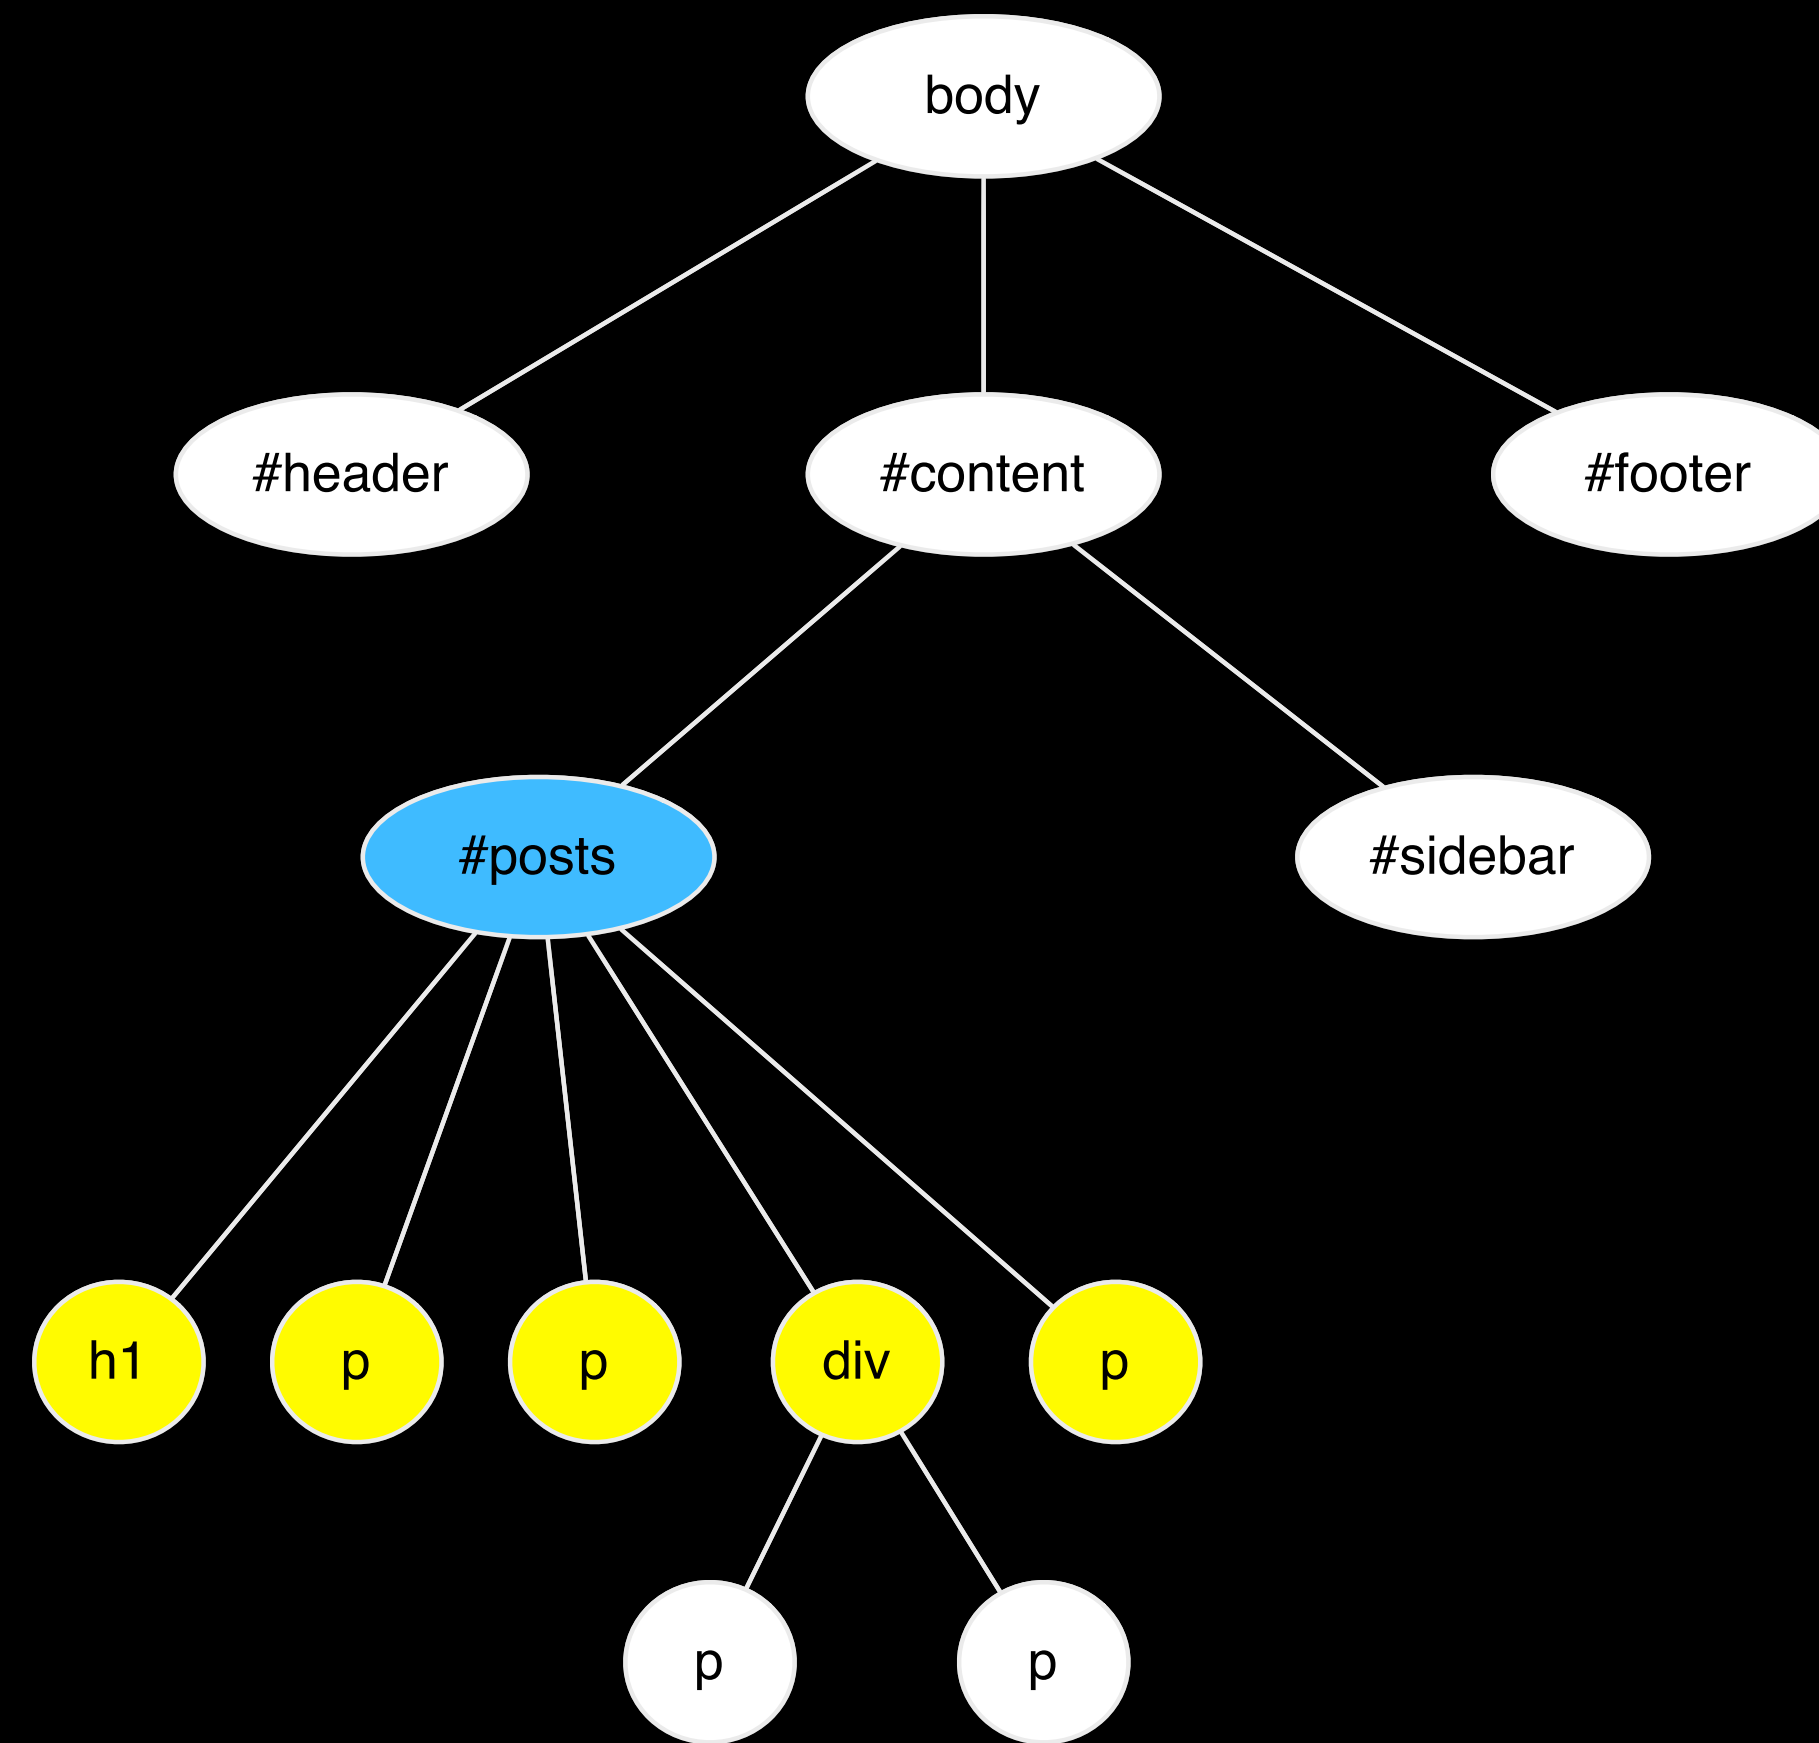 body
#header
#content
#footer
#posts
#sidebar
h1
p
p
div
p
p
p